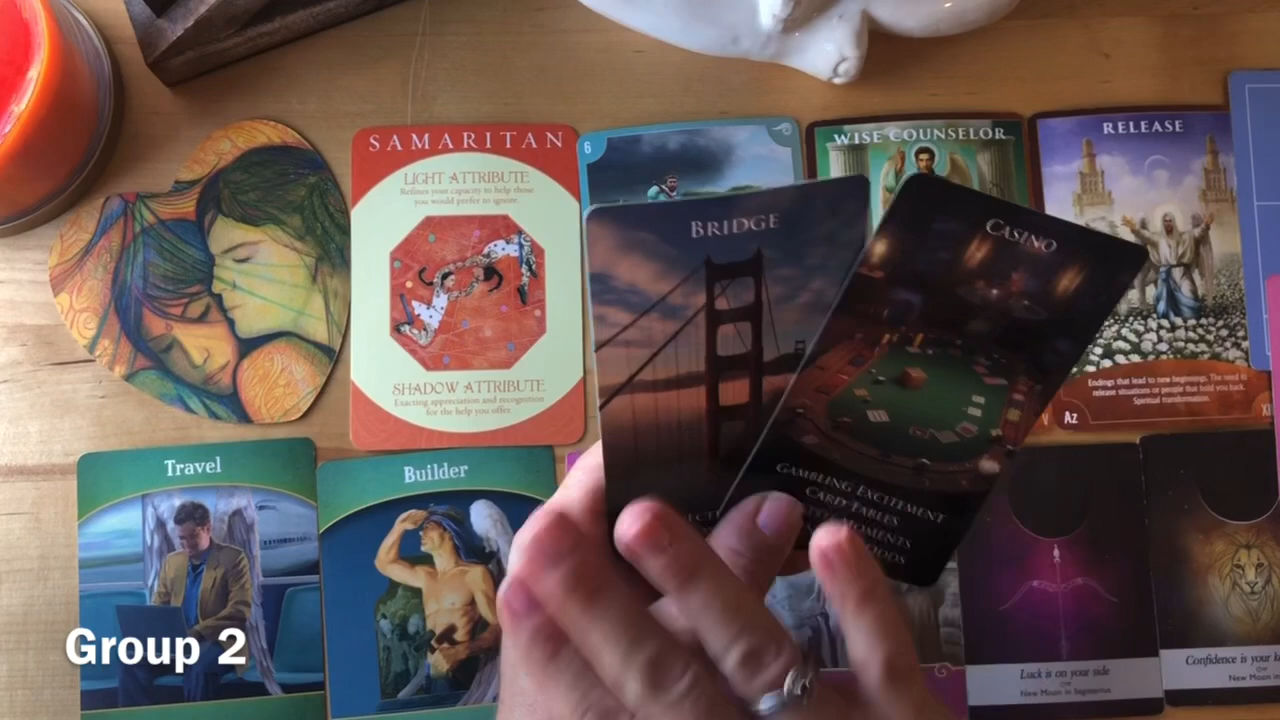 SAMARITAN
LIGHT ATTRIBUTE
Refines your capacity to help those
you would prefer to ignore.
SHADOW ATTRIBUTE
Exacting appreciation and recognition
for the help you offer.
6
BRIDGE
CASINO
GAMBLING EXCITEMENT
CARD TABLES
MOMENTS
ODDS
WISE COUNSELOR
RELEASE
Endings that lead to new beginnings. The need to
release situations or people that hold you back.
Spiritual transformation.
Az
Travel
Builder
Luck is on your side
New Moon in Sagittarius
Confidence is your
New Moon in
Group 2